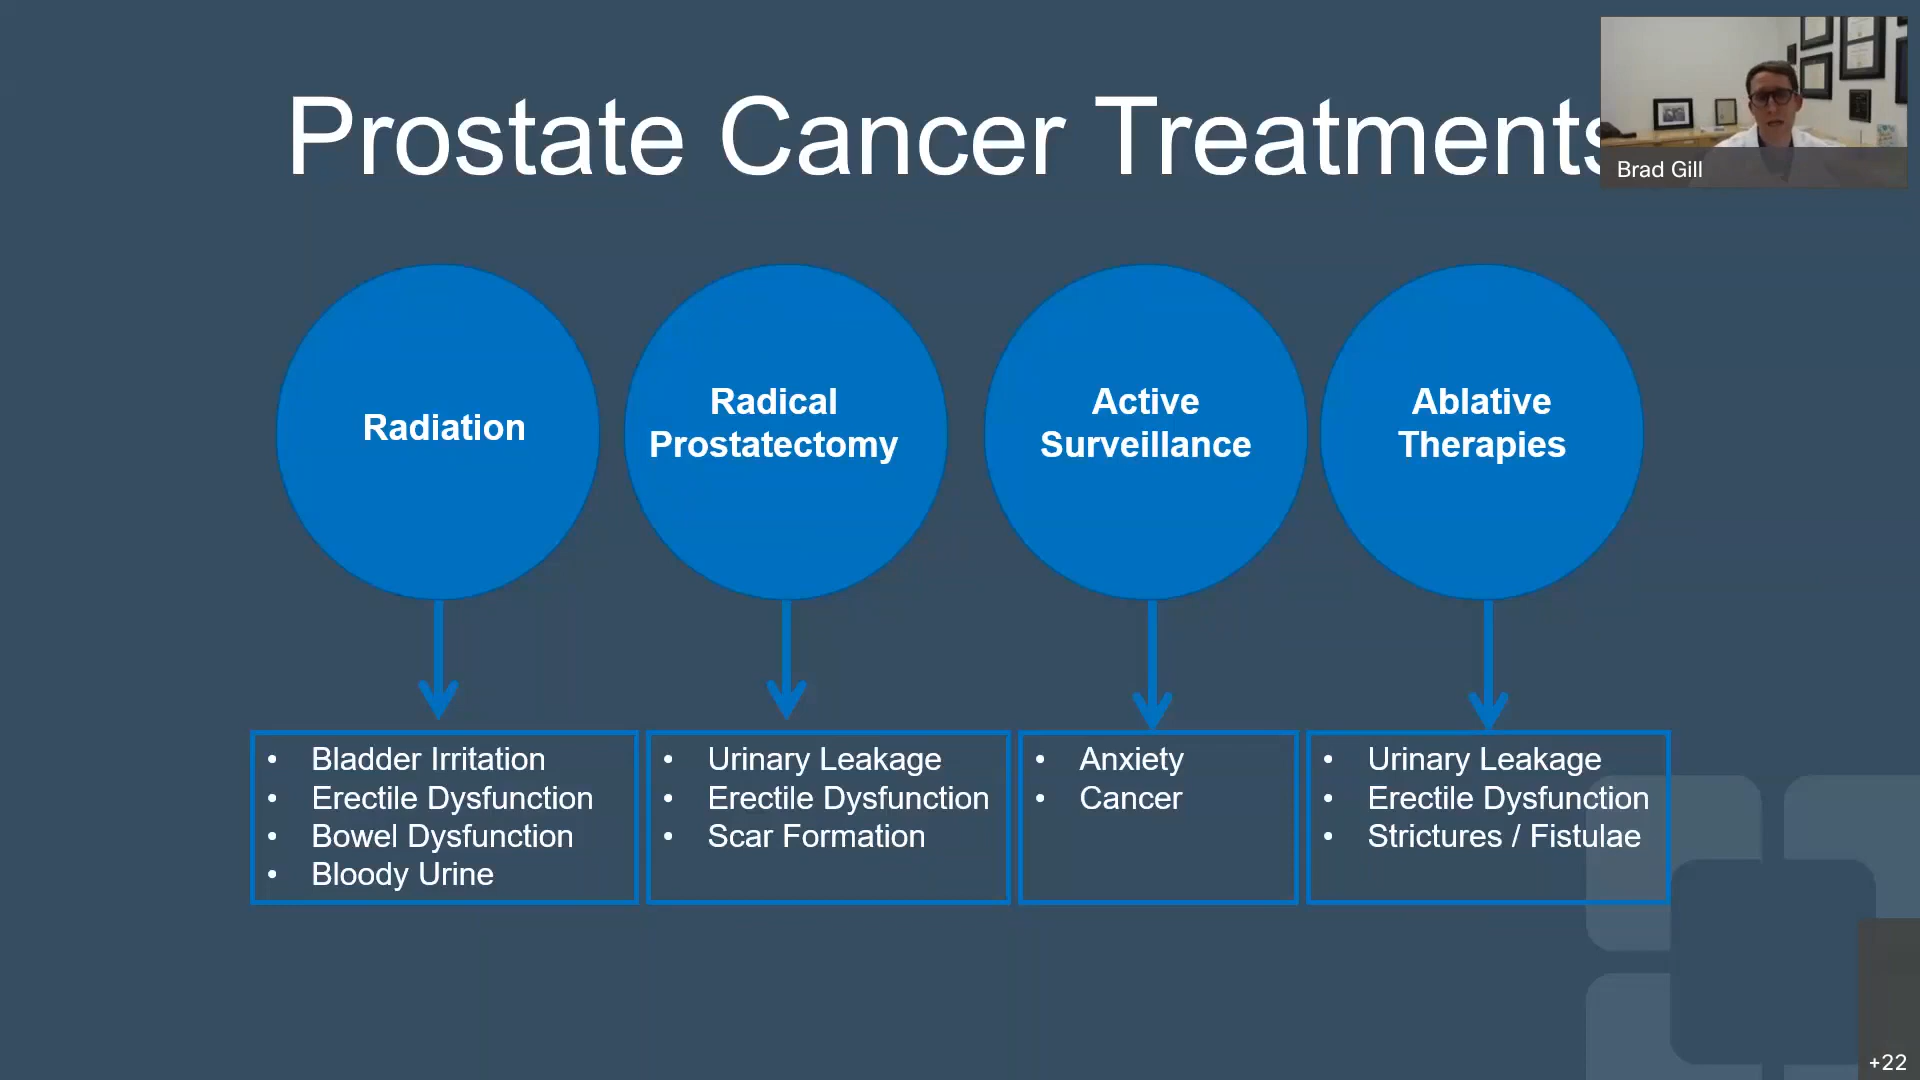 Prostate Cancer Treatments
Brad Gill
Radiation
Radical
Prostatectomy
Active
Surveillance
Ablative
Therapies
• Bladder Irritation
• Erectile Dysfunction
• Bowel Dysfunction
• Bloody Urine
• Urinary Leakage
• Erectile Dysfunction
• Scar Formation
• Anxiety
• Cancer
• Urinary Leakage
• Erectile Dysfunction
• Strictures / Fistulae
+22